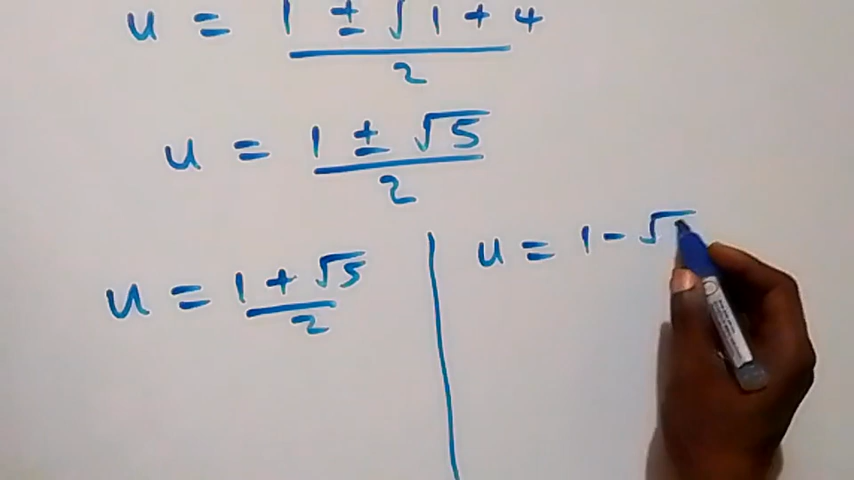 u = 1 ± √1 + 4
2
u = 1 ± √5
2
u = 1 + √5
2
u = 1 - √